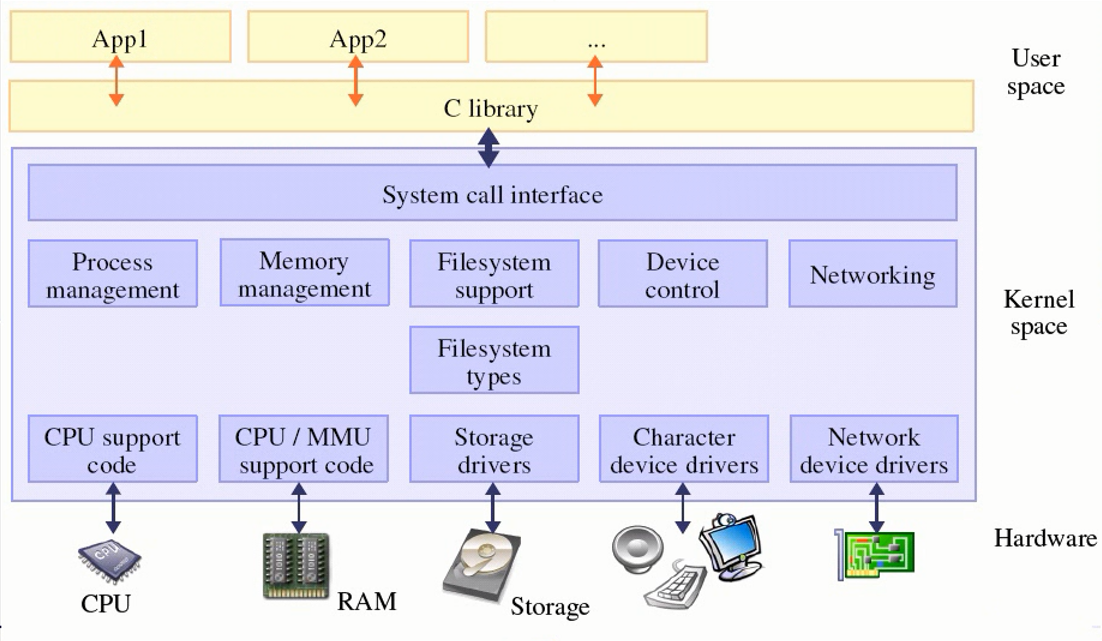 App1
App2
...
User
space
C library
System call interface
Process
management
Memory
management
Filesystem
support
Device
control
Networking
Kernel
space
Filesystem
types
CPU support
code
CPU / MMU
support code
Storage
drivers
Character
device drivers
Network
device drivers
Hardware
CPU
CPU
RAM
Storage